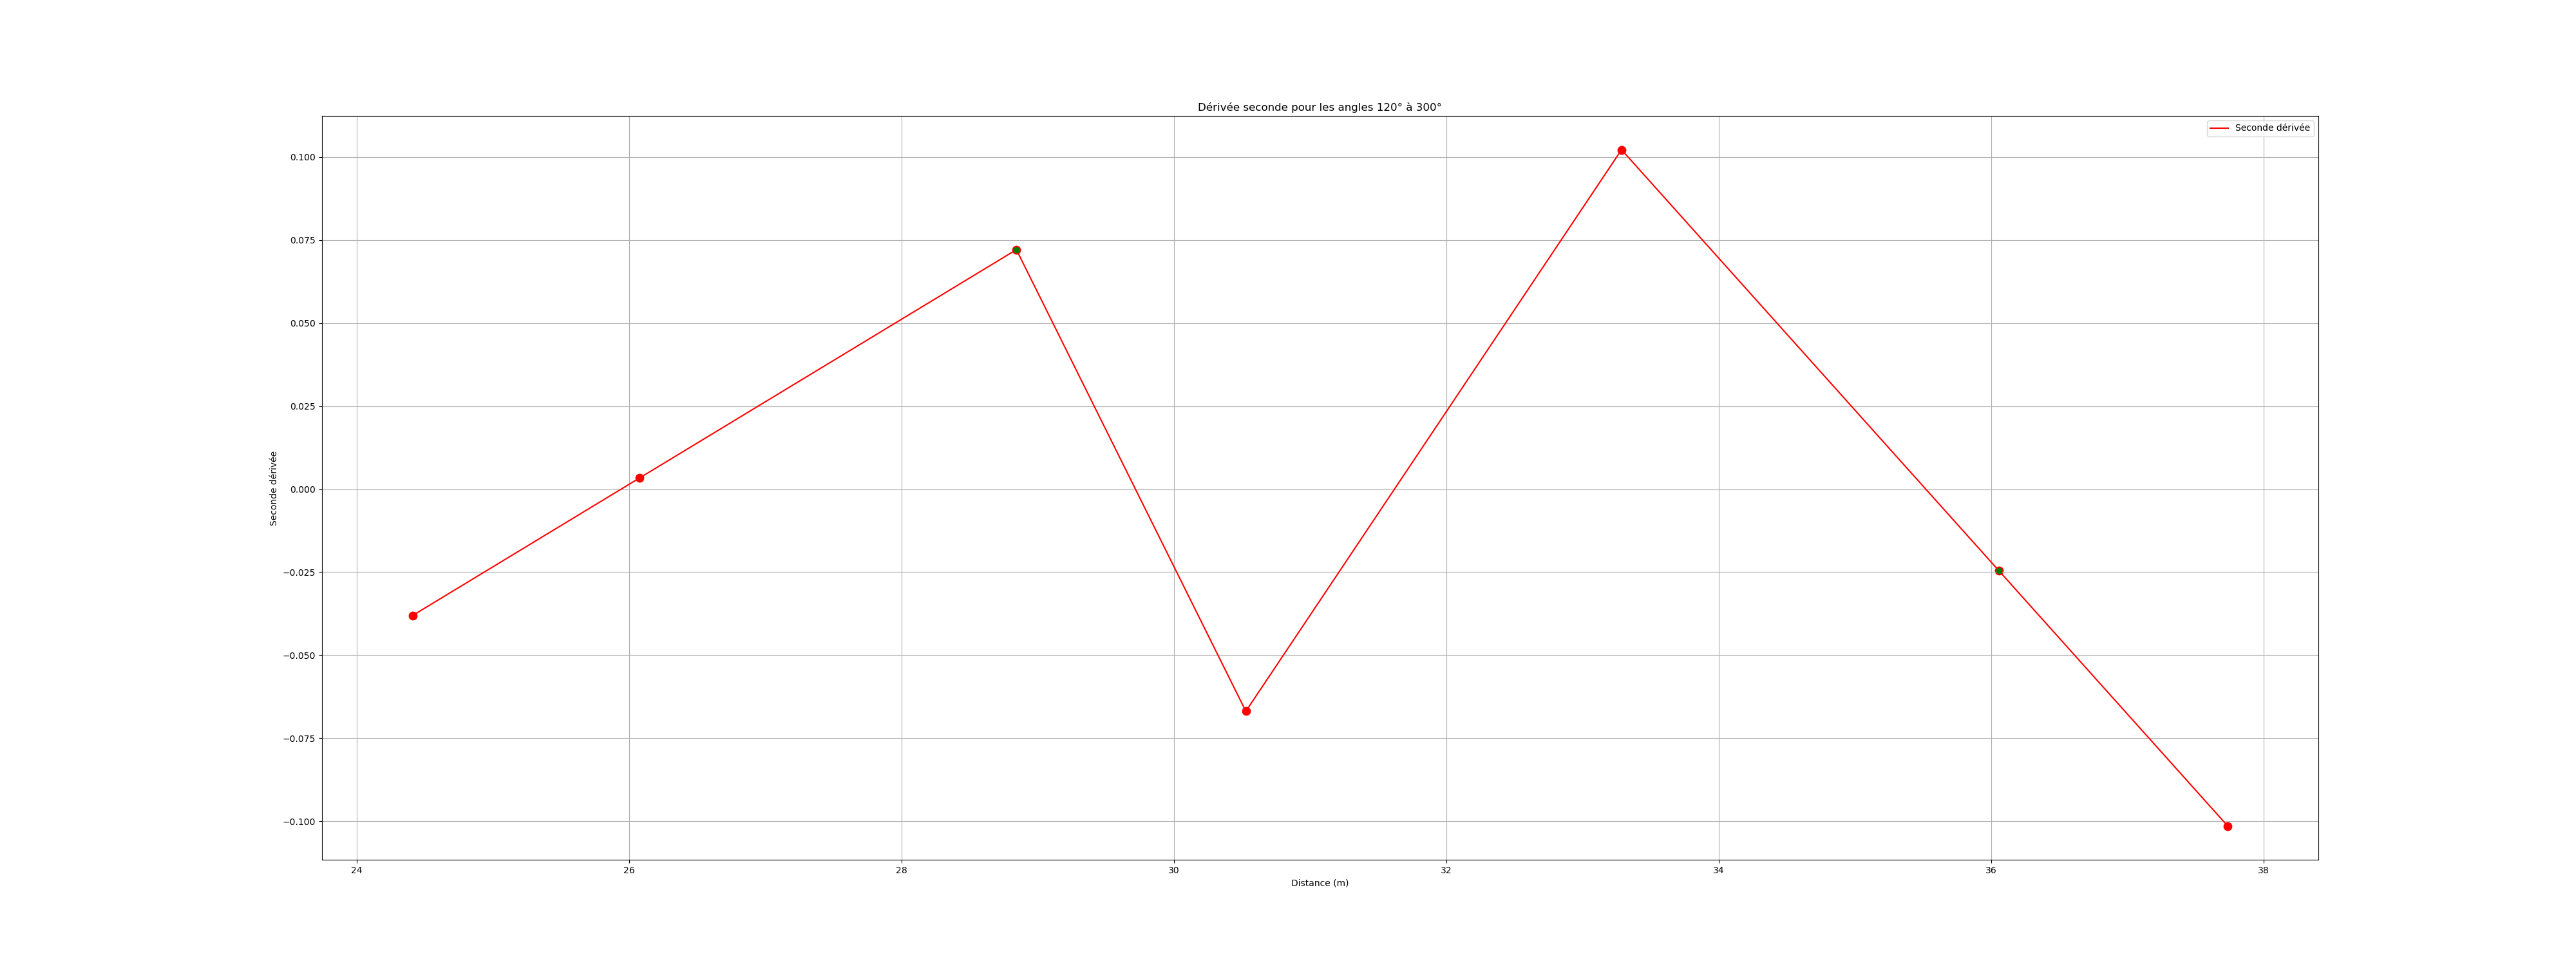 Dérivée seconde pour les angles 120° à 300°
Seconde dérivée
0.100
0.075
0.050
0.025
0.000
−0.025
−0.050
−0.075
−0.100
Seconde dérivée
24 26 28 30 32 34 36 38
Distance (m)